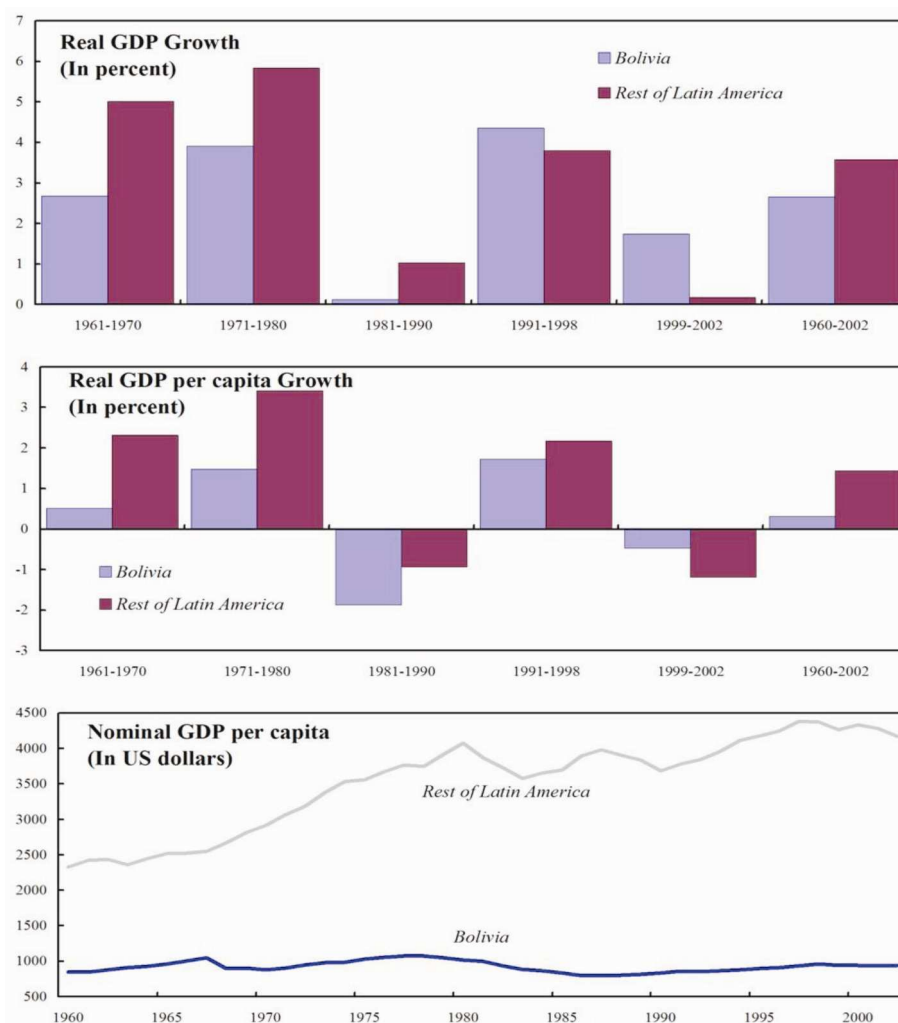 Real GDP Growth
(In percent)
Bolivia
Rest of Latin America
7
6
5
4
3
2
1
0
1961-1970 1971-1980 1981-1990 1991-1998 1999-2002 1960-2002
Real GDP per capita Growth
(In percent)
4
3
2
1
0
-1
-2
-3
Bolivia
Rest of Latin America
1961-1970 1971-1980 1981-1990 1991-1998 1999-2002 1960-2002
Nominal GDP per capita
(In US dollars)
4500
4000
3500
3000
2500
2000
1500
1000
500
Rest of Latin America
Bolivia
1960 1965 1970 1975 1980 1985 1990 1995 2000